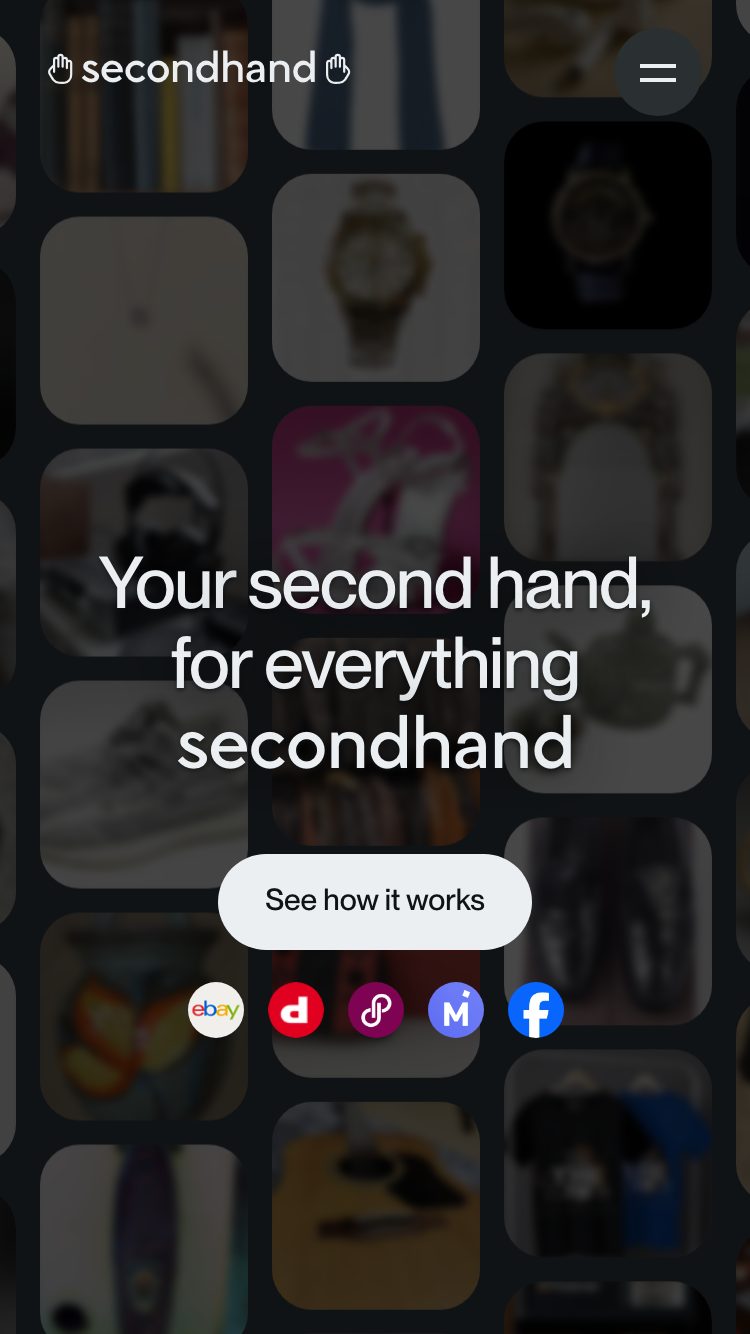 secondhand
Your second hand,
for everything
secondhand
See how it works
ebay
d
M
f